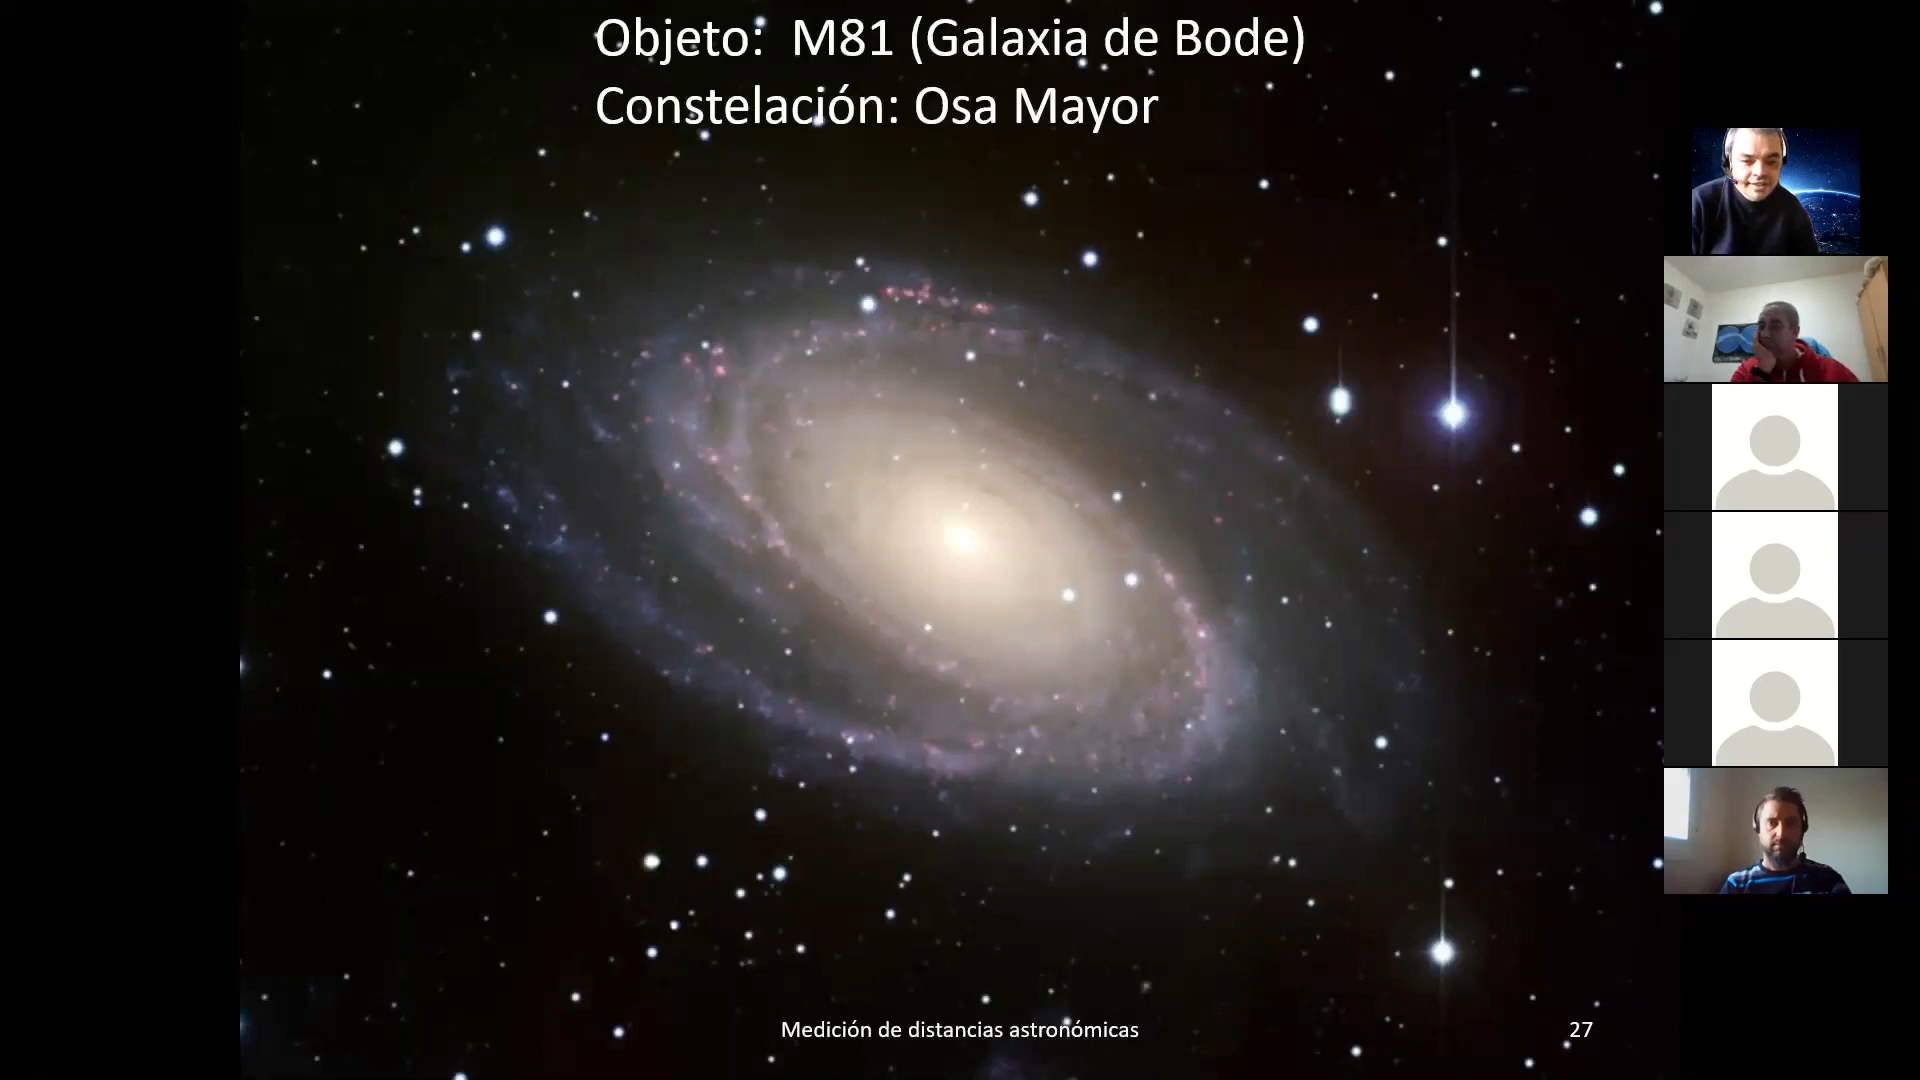 Objeto:  M81 (Galaxia de Bode)
Constelación: Osa Mayor
Medición de distancias astronómicas
27